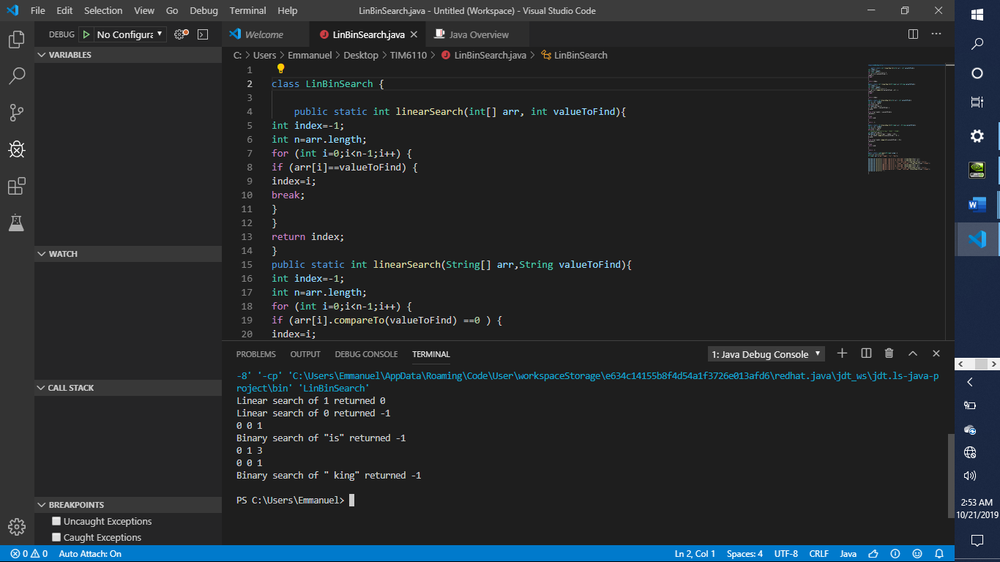 File Edit Selection View Go Debug Terminal Help LinBinSearch.java - Untitled (Workspace) - Visual Studio Code
DEBUG No Configura
Welcome LinBinSearch.java Java Overview
VARIABLES
C: > Users > Emmanuel > Desktop > TIM6110 > LinBinSearch.java > LinBinSearch
1
2 class LinBinSearch {
3
4 public static int linearSearch(int[] arr, int valueToFind){
5 int index=-1;
6 int n=arr.length;
7 for (int i=0;i<n-1;i++) {
8 if (arr[i]==valueToFind) {
9 index=i;
10 break;
11 }
12 }
13 return index;
14 }
15 public static int linearSearch(String[] arr,String valueToFind){
16 int index=-1;
17 int n=arr.length;
18 for (int i=0;i<n-1;i++) {
19 if (arr[i].compareTo(valueToFind) ==0 ) {
20 index=i;
WATCH
CALL STACK
BREAKPOINTS
Uncaught Exceptions
Caught Exceptions
PROBLEMS OUTPUT DEBUG CONSOLE TERMINAL 1: Java Debug Console
-8' '-cp' 'C:\Users\Emmanuel\AppData\Roaming\Code\User\workspaceStorage\e634c14155b8f4d54a1f3726e013afd6\redhat.java\jdt_ws\jdt.ls-java-p
roject\bin' 'LinBinSearch'
Linear search of 1 returned 0
Linear search of 0 returned -1
0 0 1
Binary search of "is" returned -1
0 1 3
0 0 1
Binary search of " king" returned -1
PS C:\Users\Emmanuel>
0 0 Auto Attach: On Ln 2, Col 1 Spaces: 4 UTF-8 CRLF Java
2:53 AM
10/21/2019